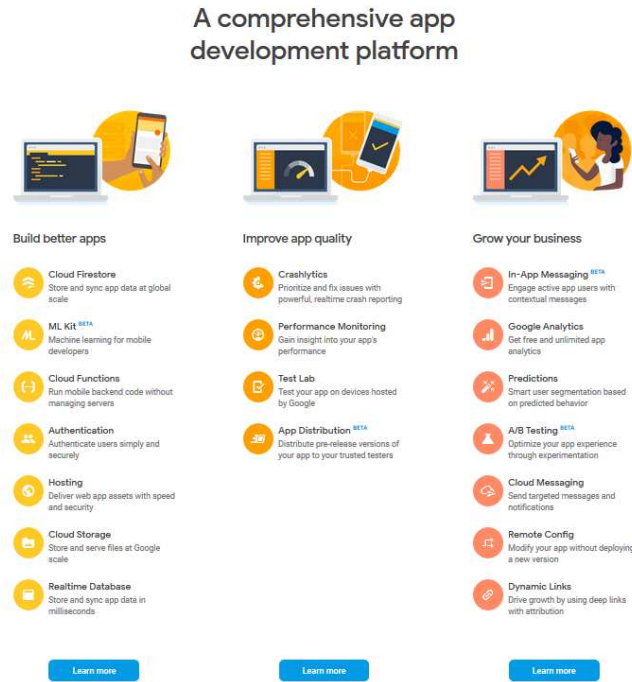 A comprehensive app
development platform
Build better apps
Cloud Firestore
Store and sync app data at global
scale
ML Kit BETA
Machine learning for mobile
developers
Cloud Functions
Run mobile backend code without
managing servers
Authentication
Authenticate users simply and
securely
Hosting
Deliver web app assets with speed
and security
Cloud Storage
Store and serve files at Google
scale
Realtime Database
Store and sync app data in
milliseconds
Learn more
Improve app quality
Crashlytics
Prioritize and fix issues with
powerful, realtime crash reporting
Performance Monitoring
Gain insight into your app's
performance
Test Lab
Test your app on devices hosted
by Google
App Distribution BETA
Distribute pre-release versions of
your app to your trusted testers
Learn more
Grow your business
In-App Messaging BETA
Engage active app users with
contextual messages
Google Analytics
Get free and unlimited app
analytics
Predictions
Smart user segmentation based
on predicted behavior
A/B Testing BETA
Optimize your app experience
through experimentation
Cloud Messaging
Send targeted messages and
notifications
Remote Config
Modify your app without deploying
a new version
Dynamic Links
Drive growth by using deep links
with attribution
Learn more